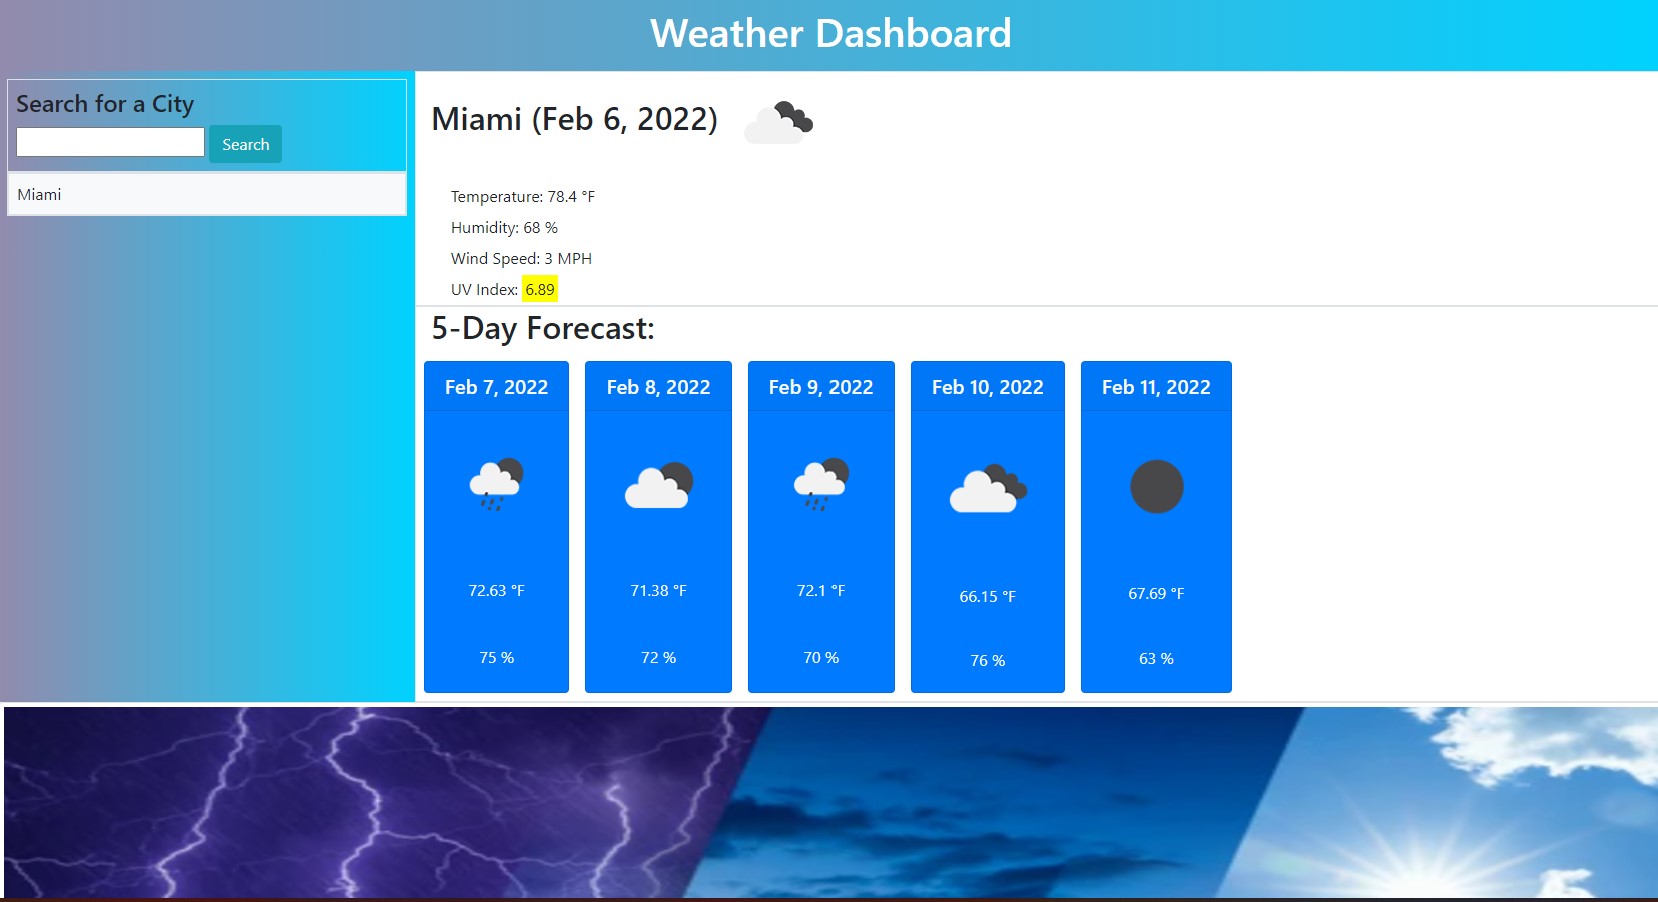 Weather Dashboard
Search for a City
Search
Miami
Miami (Feb 6, 2022)
Temperature: 78.4 °F
Humidity: 68 %
Wind Speed: 3 MPH
UV Index: 6.89
5-Day Forecast:
Feb 7, 2022
72.63 °F
75 %
Feb 8, 2022
71.38 °F
72 %
Feb 9, 2022
72.1 °F
70 %
Feb 10, 2022
66.15 °F
76 %
Feb 11, 2022
67.69 °F
63 %